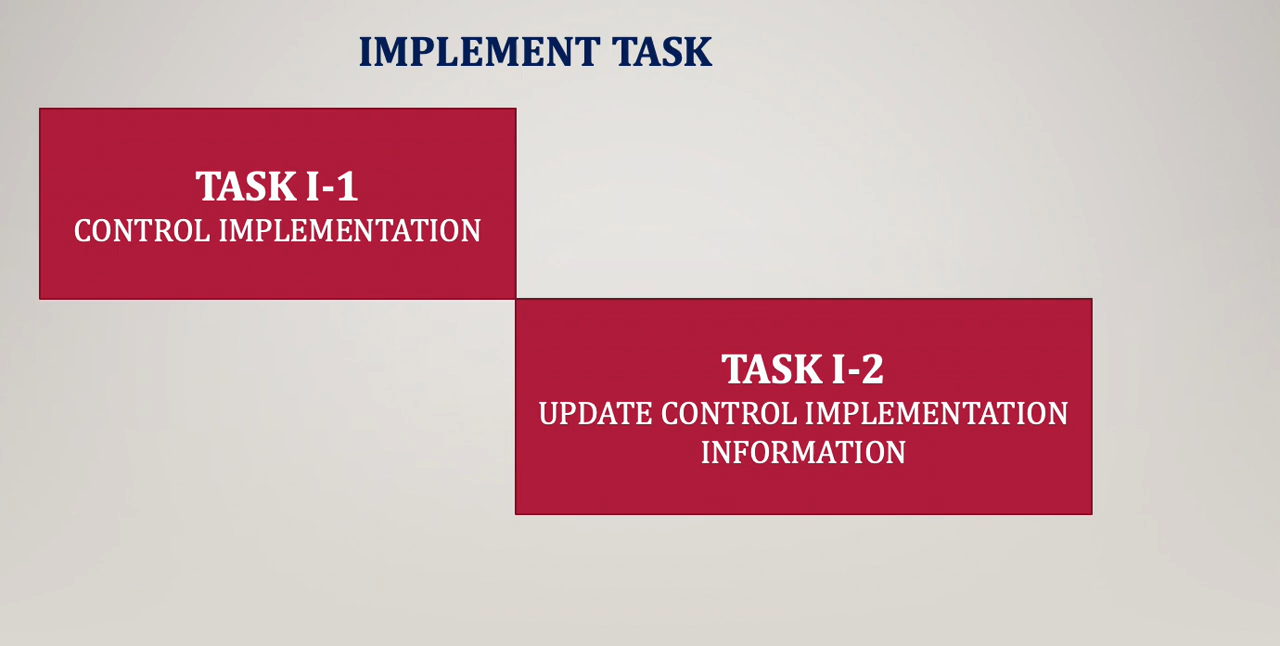 IMPLEMENT TASK
TASK I-1
CONTROL IMPLEMENTATION
TASK I-2
UPDATE CONTROL IMPLEMENTATION
INFORMATION